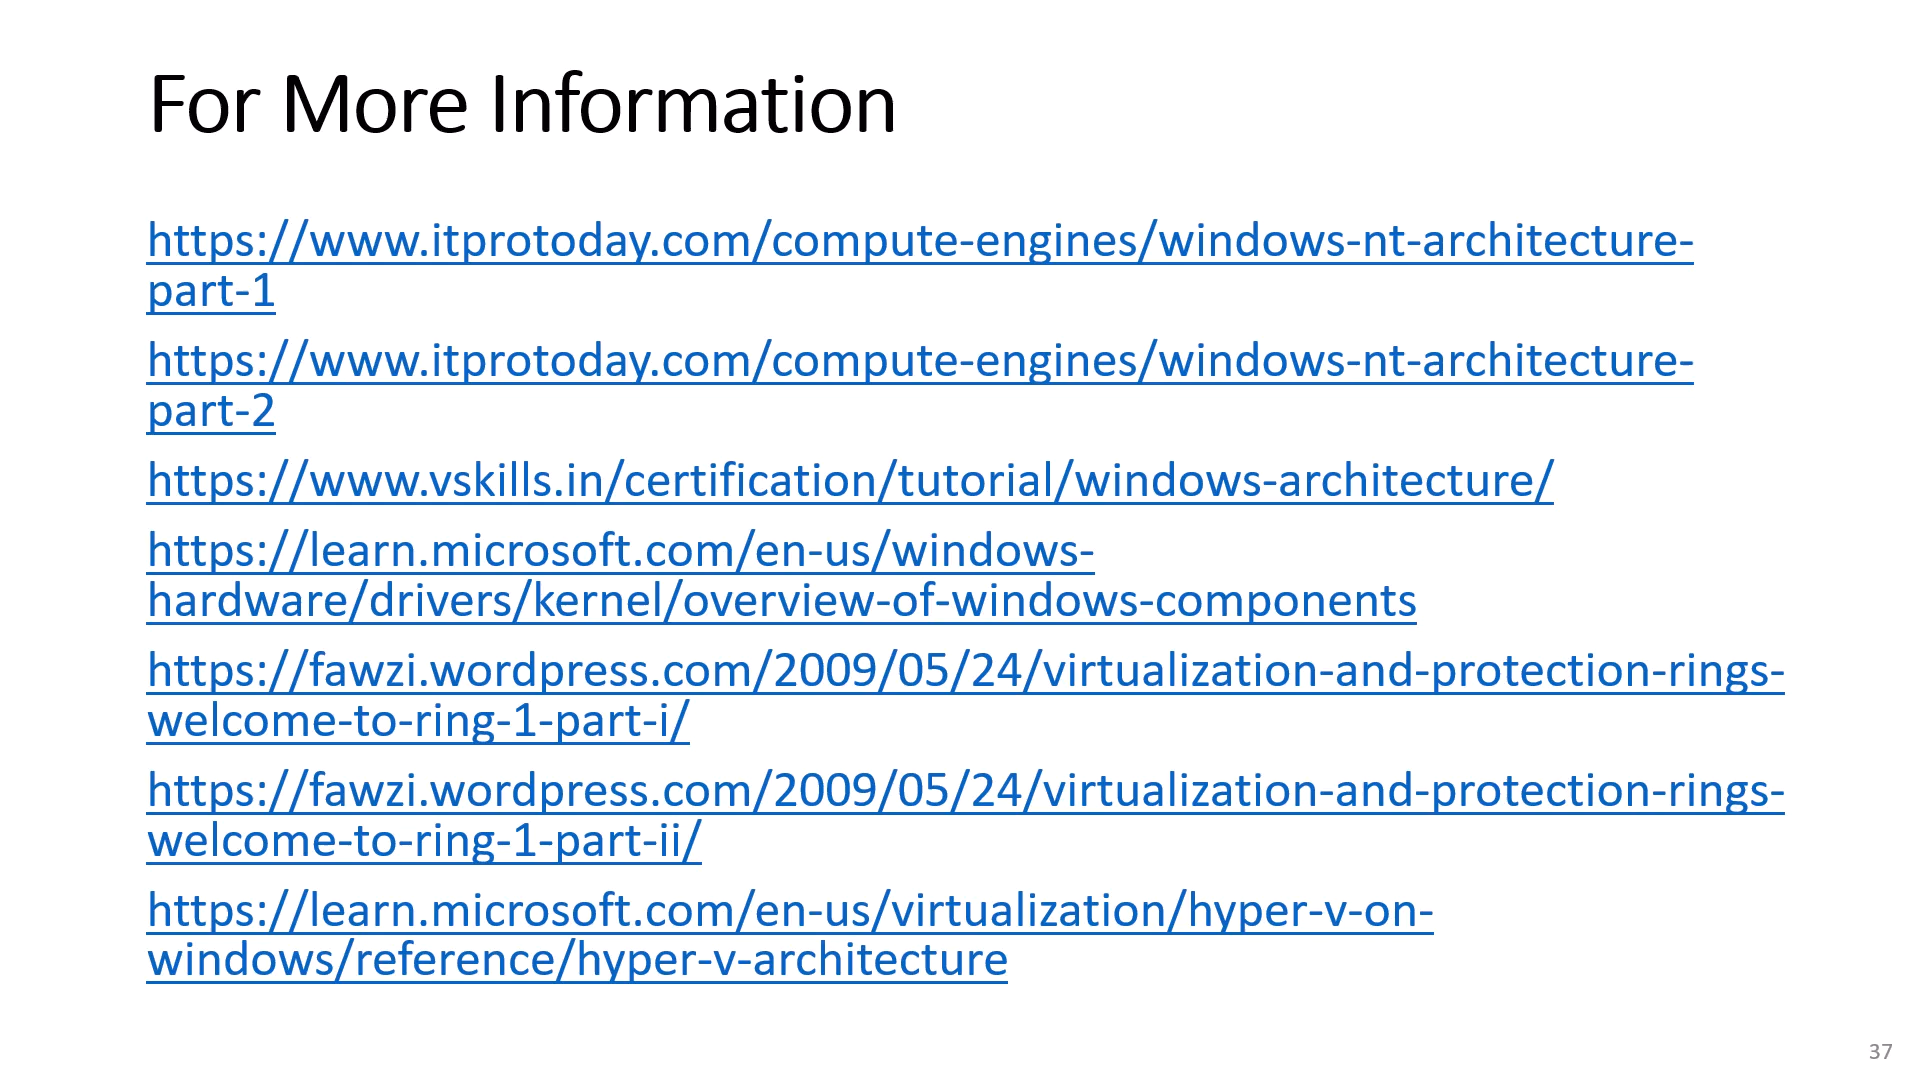 For More Information
https://www.itprotoday.com/compute-engines/windows-nt-architecture-
part-1
https://www.itprotoday.com/compute-engines/windows-nt-architecture-
part-2
https://www.vskills.in/certification/tutorial/windows-architecture/
https://learn.microsoft.com/en-us/windows-
hardware/drivers/kernel/overview-of-windows-components
https://fawzi.wordpress.com/2009/05/24/virtualization-and-protection-rings-
welcome-to-ring-1-part-i/
https://fawzi.wordpress.com/2009/05/24/virtualization-and-protection-rings-
welcome-to-ring-1-part-ii/
https://learn.microsoft.com/en-us/virtualization/hyper-v-on-
windows/reference/hyper-v-architecture
37